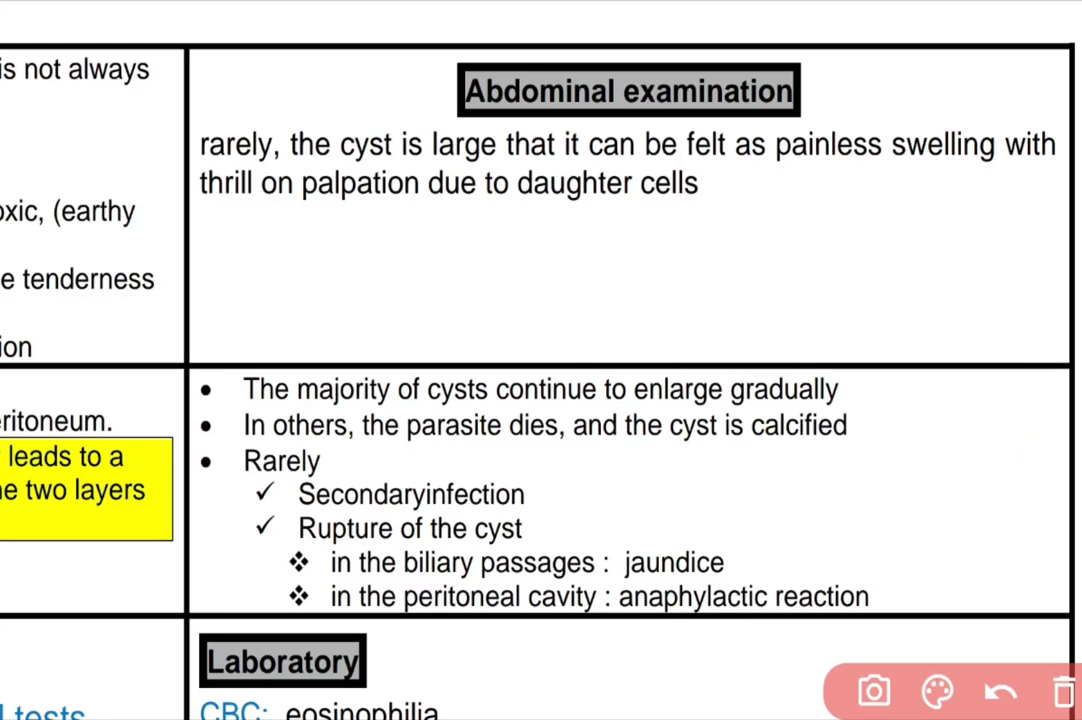 is not always
oxic, (earthy
e tenderness
ion
Abdominal examination
rarely, the cyst is large that it can be felt as painless swelling with
thrill on palpation due to daughter cells
eritoneum.
leads to a
e two layers
• The majority of cysts continue to enlarge gradually
• In others, the parasite dies, and the cyst is calcified
• Rarely
✓ Secondaryinfection
✓ Rupture of the cyst
❖ in the biliary passages : jaundice
❖ in the peritoneal cavity : anaphylactic reaction
l tests
Laboratory
CBC: eosinophilia